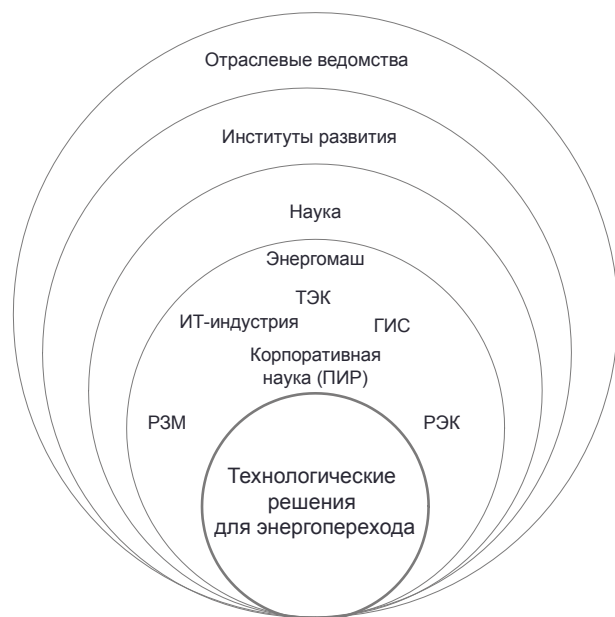 Отраслевые ведомства
Институты развития
Наука
Энергомаш
ТЭК
ИТ-индустрия
ГИС
Корпоративная
наука (ПИР)
РЗМ
РЭК
Технологические
решения
для энергоперехода